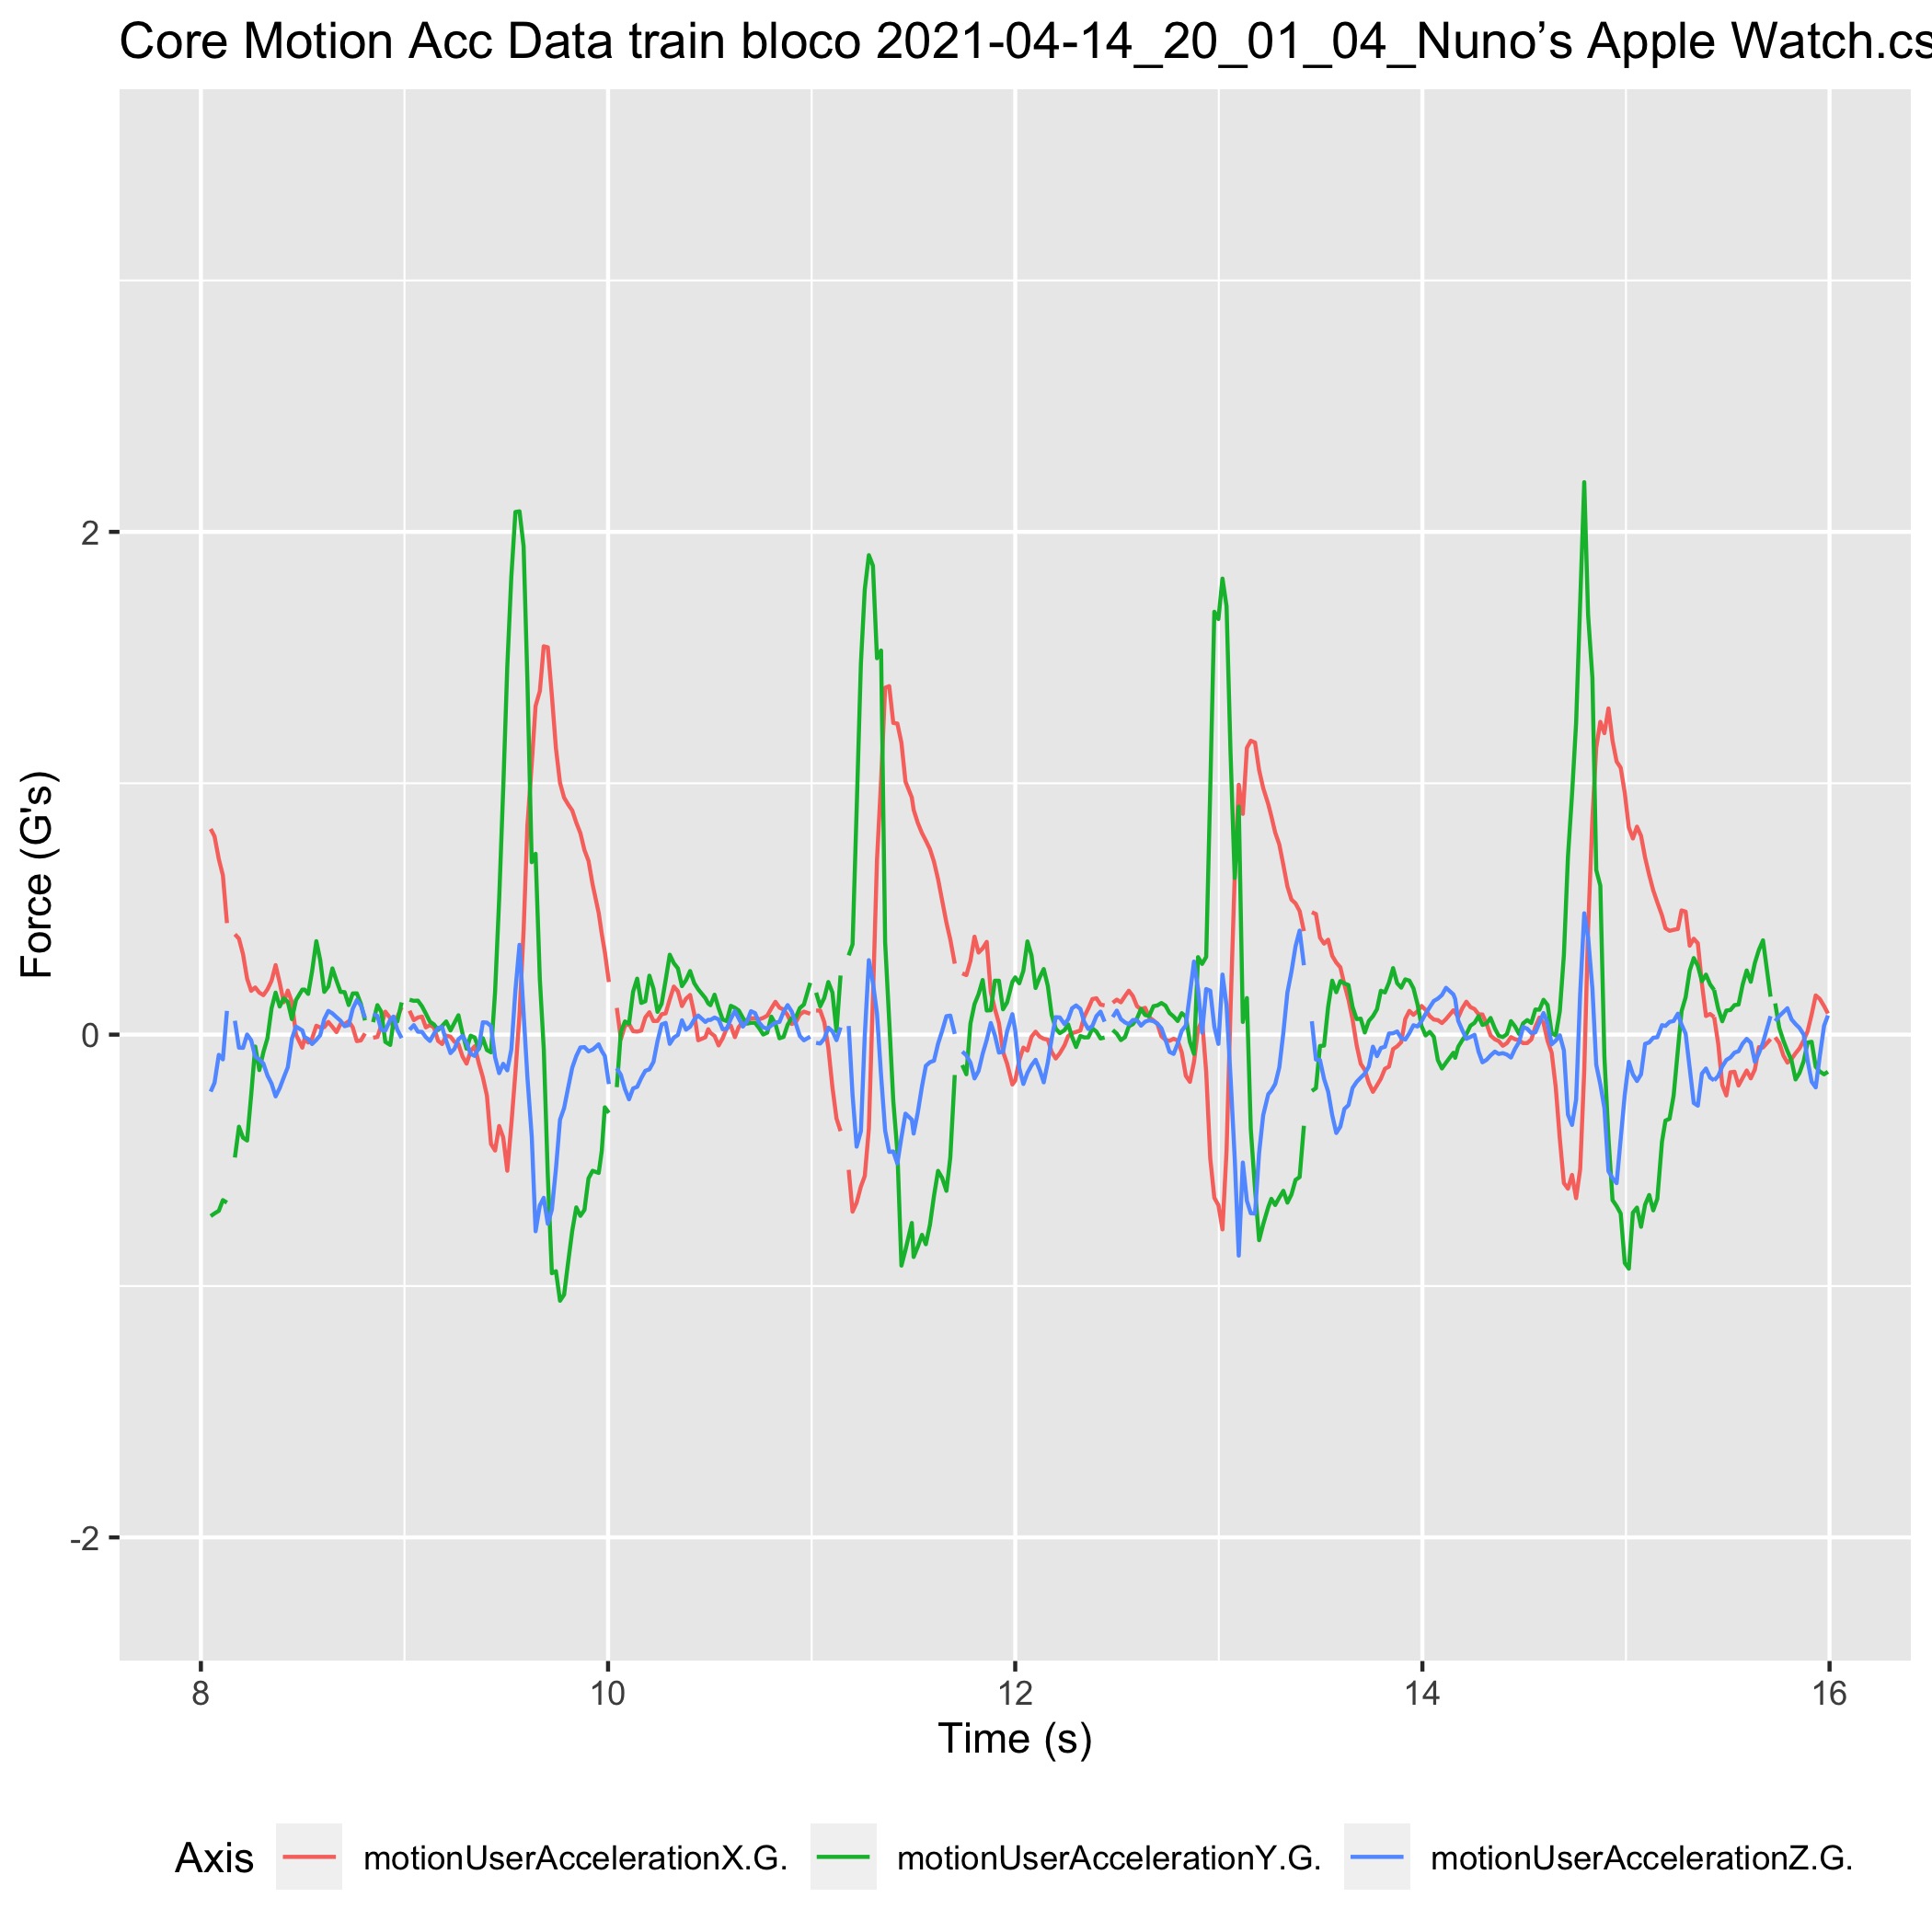 Core Motion Acc Data train bloco 2021-04-14_20_01_04_Nuno’s Apple Watch.cs
Force (G's)
2
0
-2
8 10 12 14 16
Time (s)
Axis motionUserAccelerationX.G. motionUserAccelerationY.G. motionUserAccelerationZ.G.